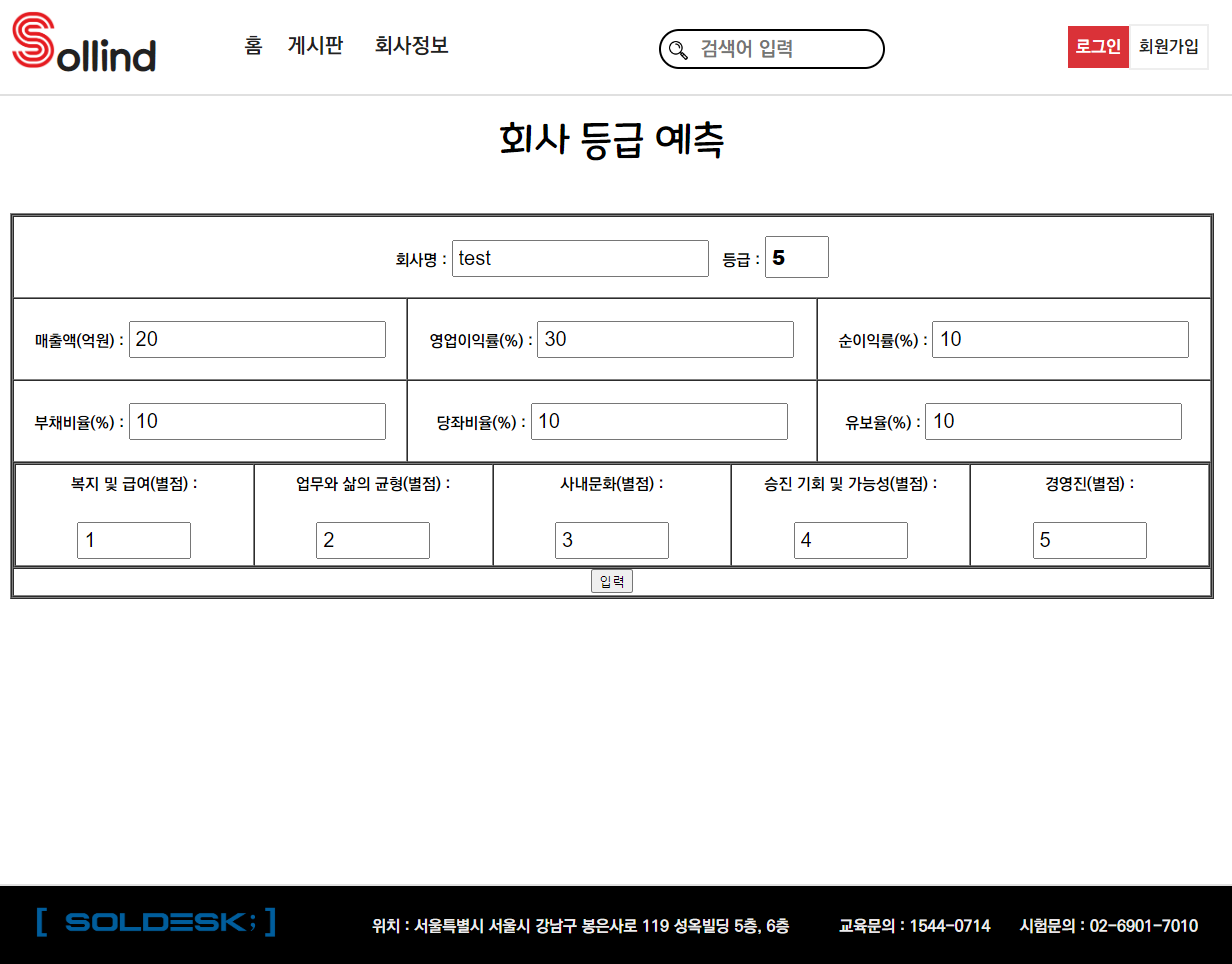 Sollind 홈 게시판 회사정보 검색어 입력 로그인 회원가입
회사 등급 예측
회사명 : test 등급 : 5
매출액(억원) : 20 영업이익률(%) : 30 순이익률(%) : 10
부채비율(%) : 10 당좌비율(%) : 10 유보율(%) : 10
복지 및 급여(별점) : 업무와 삶의 균형(별점) : 사내문화(별점) : 승진 기회 및 가능성(별점) : 경영진(별점) :
1 2 3 4 5
입력
[ SOLDESK; ] 위치 : 서울특별시 서울시 강남구 봉은사로 119 성옥빌딩 5층, 6층 교육문의 : 1544-0714 시험문의 : 02-6901-7010